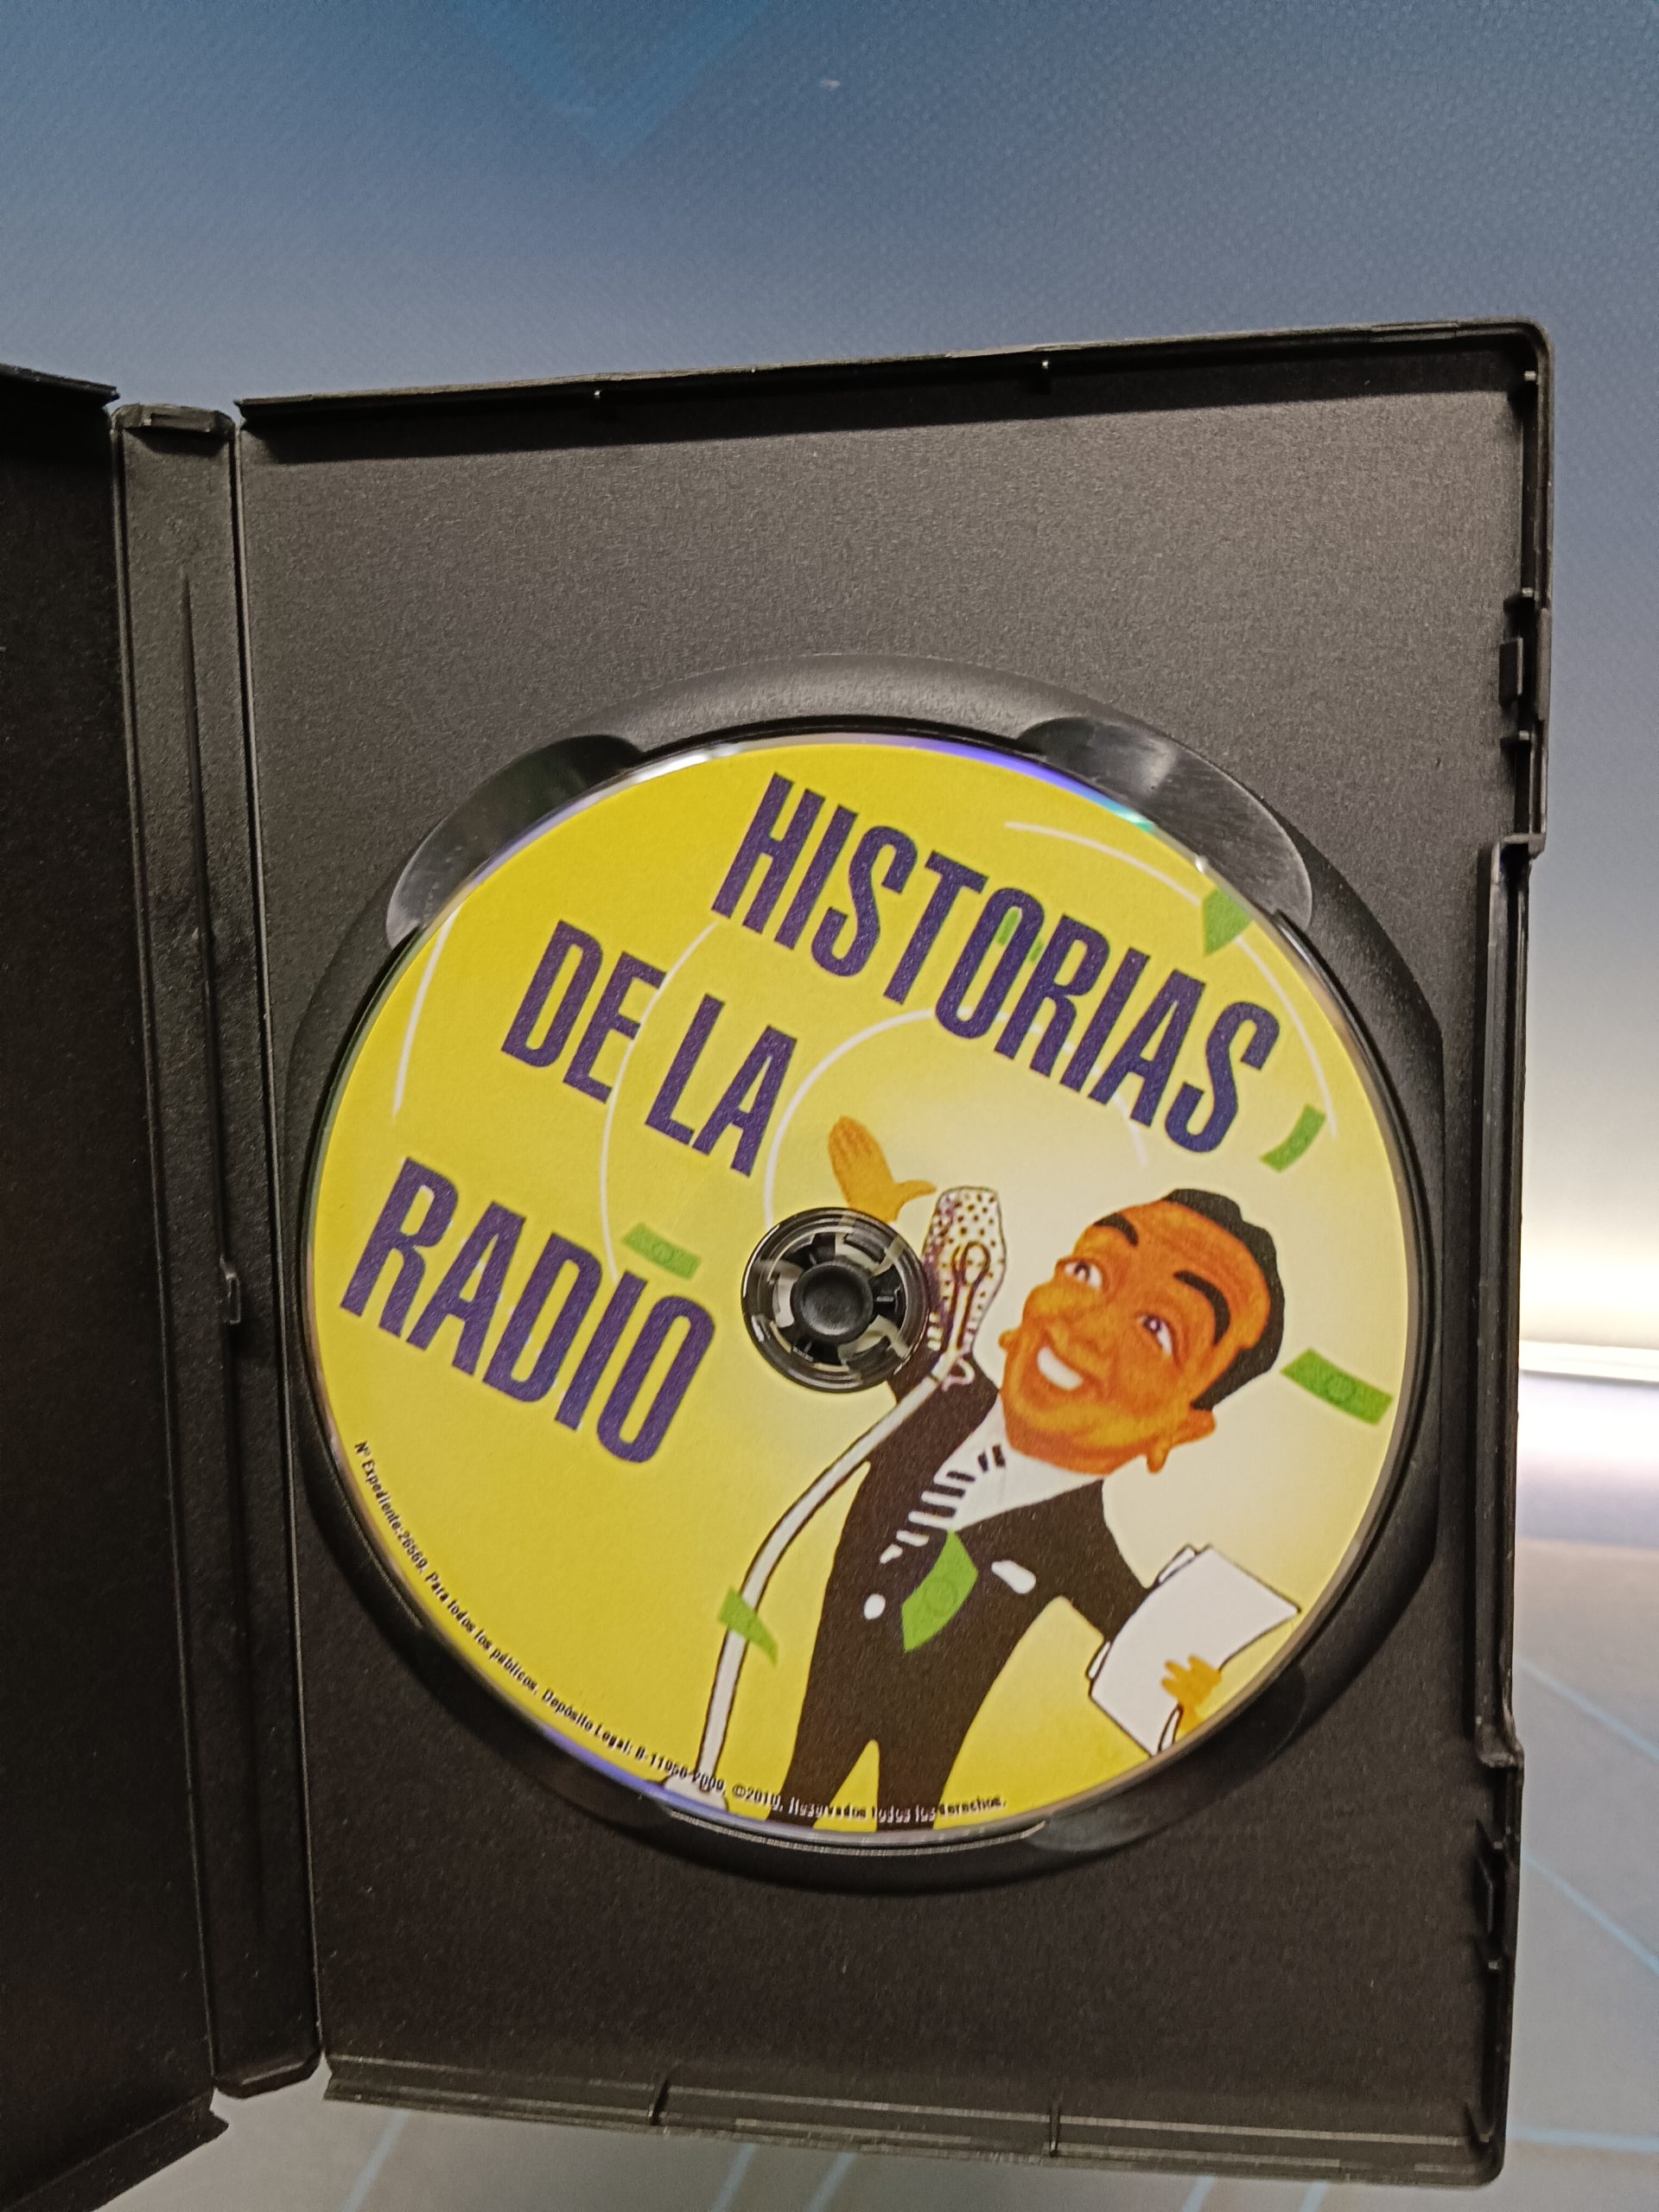 HISTORIAS
DE LA
RADIO
Nº Expediente:26569. Para todos los públicos. Depósito Legal: B-11950-2009. ©2010. Reservados todos los derechos.